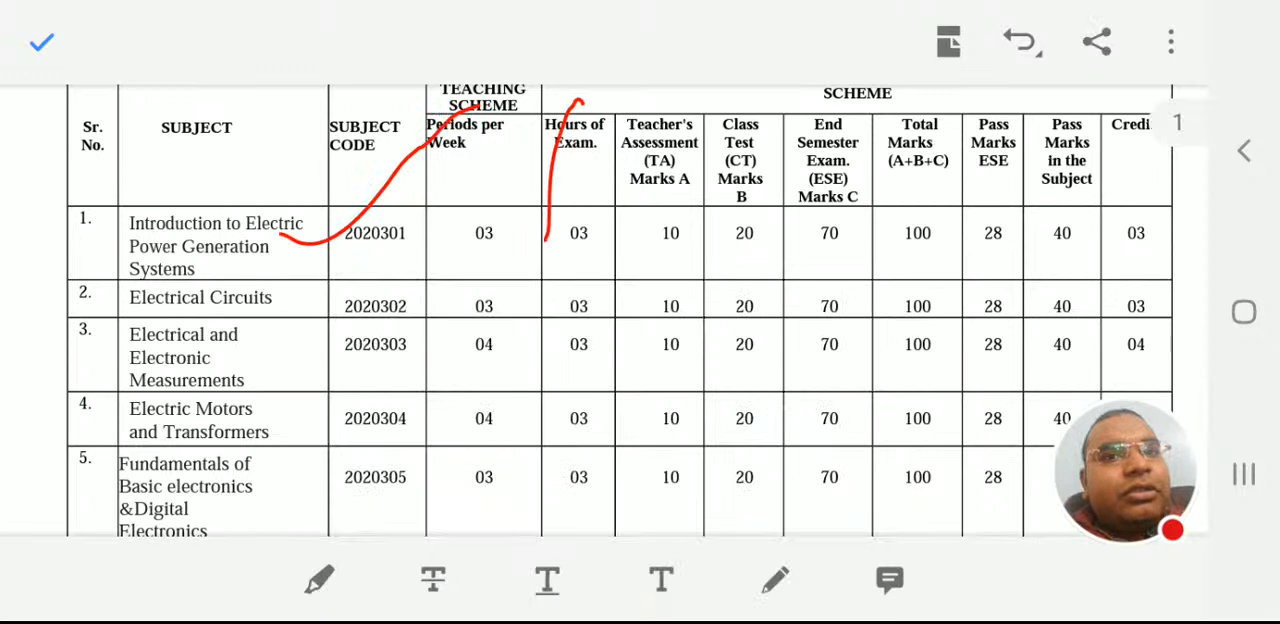 TEACHING
SCHEME
SCHEME
Sr.
No.
SUBJECT
SUBJECT
CODE
Periods per
Week
Hours of
Exam.
Teacher's
Assessment
(TA)
Marks A
Class
Test
(CT)
Marks
B
End
Semester
Exam.
(ESE)
Marks C
Total
Marks
(A+B+C)
Pass
Marks
ESE
Pass
Marks
in the
Subject
Credi
1
1.
Introduction to Electric
Power Generation
Systems
2020301 03 03 10 20 70 100 28 40 03
2.
Electrical Circuits
2020302 03 03 10 20 70 100 28 40 03
3.
Electrical and
Electronic
Measurements
2020303 04 03 10 20 70 100 28 40 04
4.
Electric Motors
and Transformers
2020304 04 03 10 20 70 100 28 40
5.
Fundamentals of
Basic electronics
&Digital
Electronics
2020305 03 03 10 20 70 100 28
T
T
T